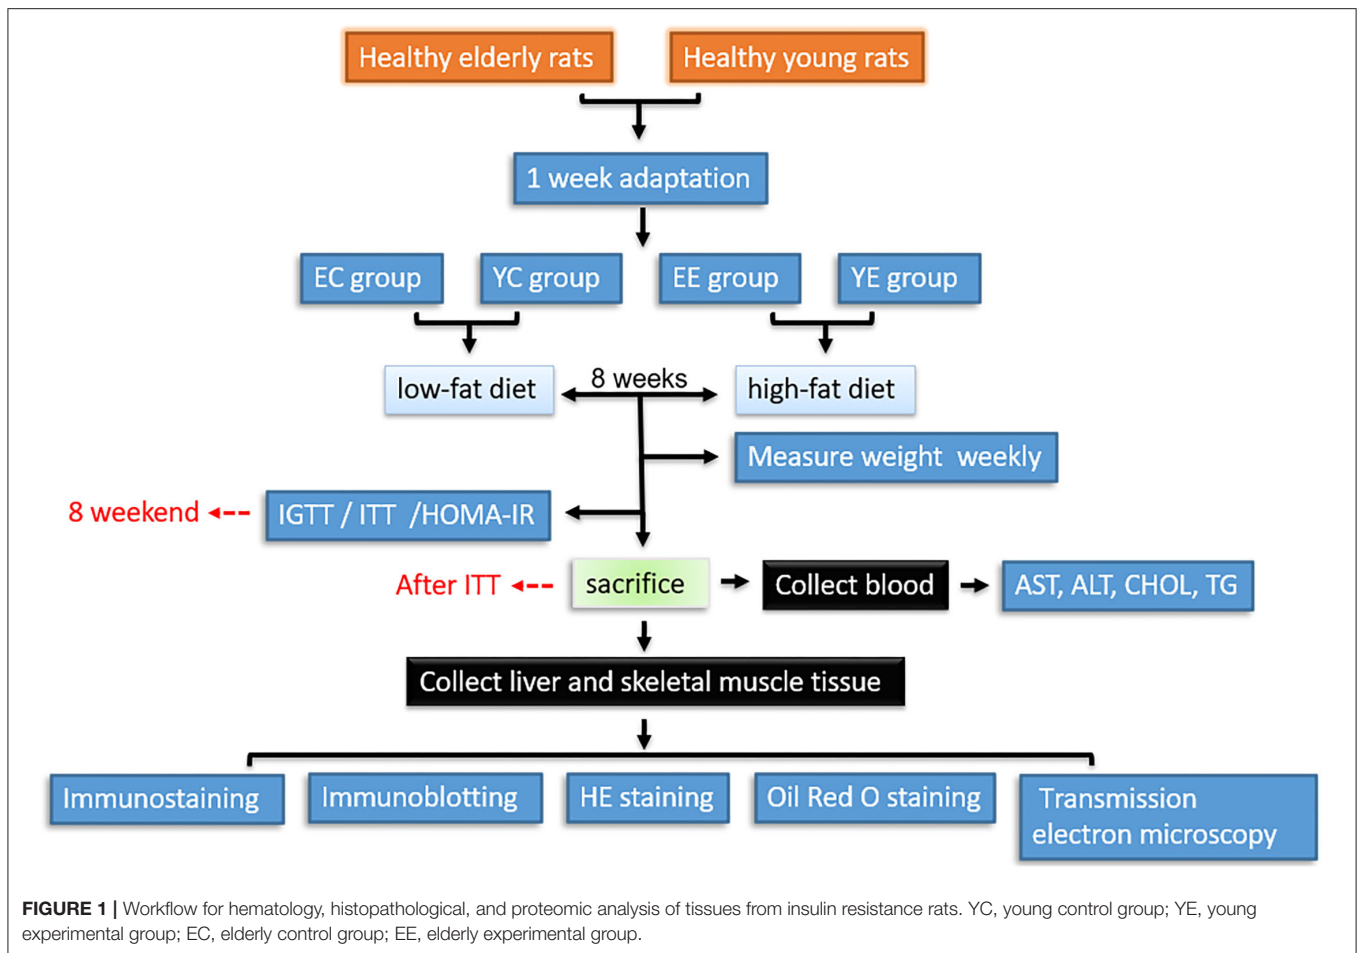 Healthy elderly rats
Healthy young rats
1 week adaptation
EC group
YC group
EE group
YE group
low-fat diet
8 weeks
high-fat diet
Measure weight weekly
8 weekend
IGTT / ITT /HOMA-IR
After ITT
sacrifice
Collect blood
AST, ALT, CHOL, TG
Collect liver and skeletal muscle tissue
Immunostaining
Immunoblotting
HE staining
Oil Red O staining
Transmission
electron microscopy
FIGURE 1 | Workflow for hematology, histopathological, and proteomic analysis of tissues from insulin resistance rats. YC, young control group; YE, young
experimental group; EC, elderly control group; EE, elderly experimental group.